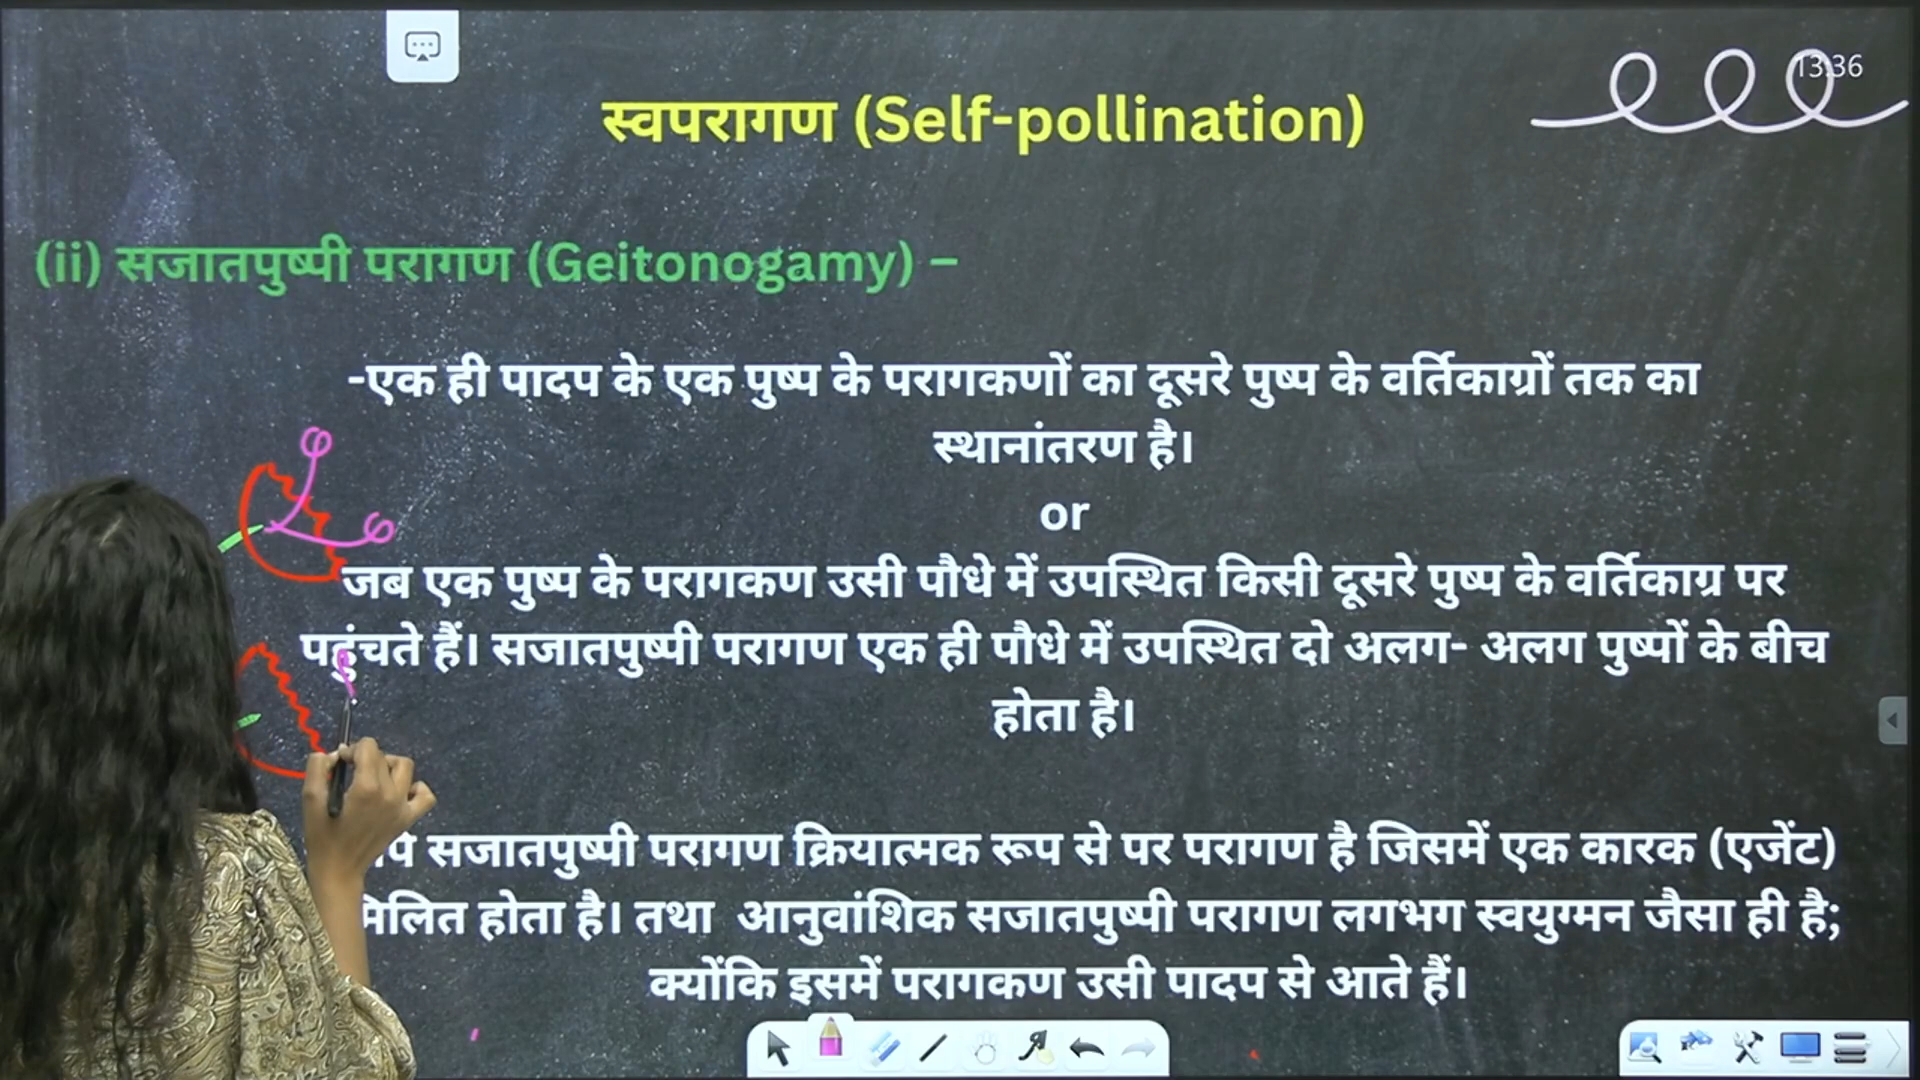 13:36
स्वपरागण (Self-pollination)
(ii) सजातपुष्पी परागण (Geitonogamy) –
-एक ही पादप के एक पुष्प के परागकणों का दूसरे पुष्प के वर्तिकाग्रों तक का
स्थानांतरण है।
or
जब एक पुष्प के परागकण उसी पौधे में उपस्थित किसी दूसरे पुष्प के वर्तिकाग्र पर
पहुंचते हैं। सजातपुष्पी परागण एक ही पौधे में उपस्थित दो अलग- अलग पुष्पों के बीच
होता है।
सजातपुष्पी परागण क्रियात्मक रूप से पर परागण है जिसमें एक कारक (एजेंट)
होता है। तथा आनुवांशिक सजातपुष्पी परागण लगभग स्वयुग्मन जैसा ही है;
क्योंकि इसमें परागकण उसी पादप से आते हैं।